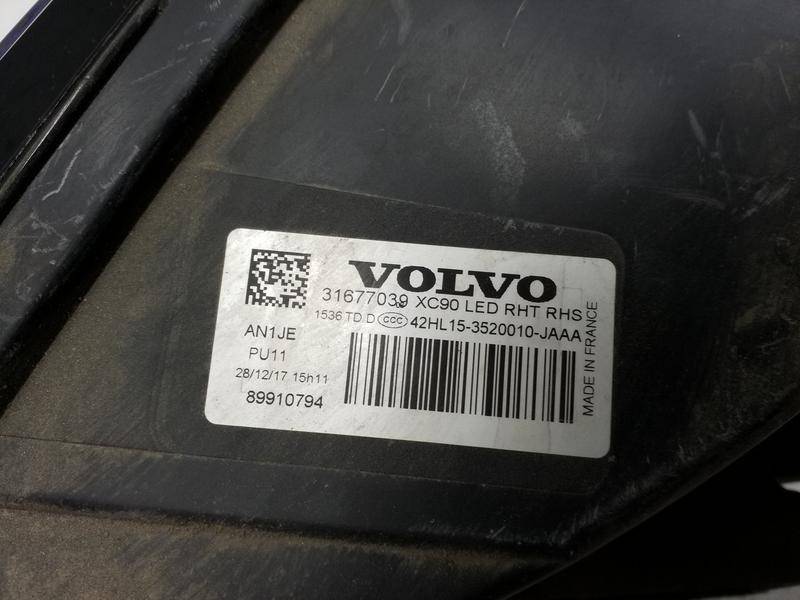 VOLVO
31677039 XC90 LED RHT RHS
1536 TD.D CCC 42HL15-3520010-JAAA
AN1JE
PU11
28/12/17 15h11
89910794
MADE IN FRANCE